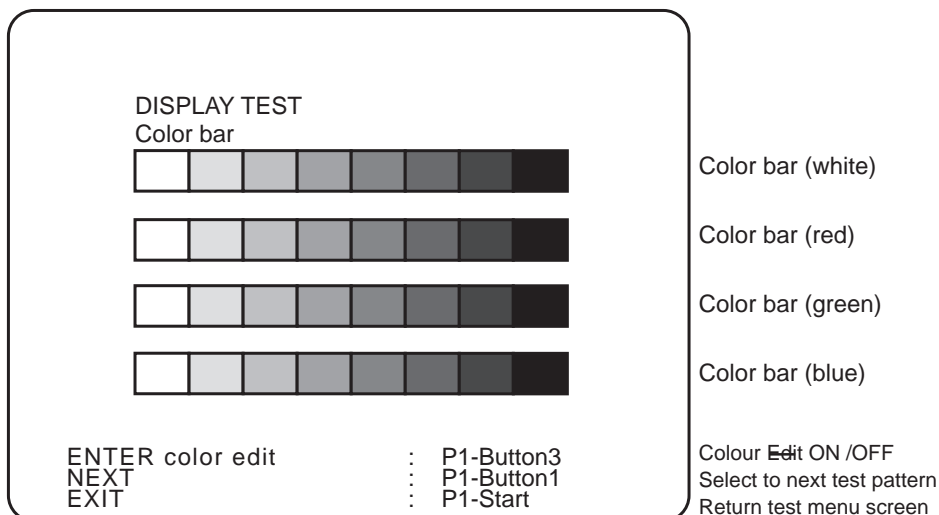 DISPLAY TEST
Color bar
Color bar (white)
Color bar (red)
Color bar (green)
Color bar (blue)
ENTER color edit : P1-Button3 Colour Edit ON /OFF
NEXT : P1-Button1 Select to next test pattern
EXIT : P1-Start Return test menu screen